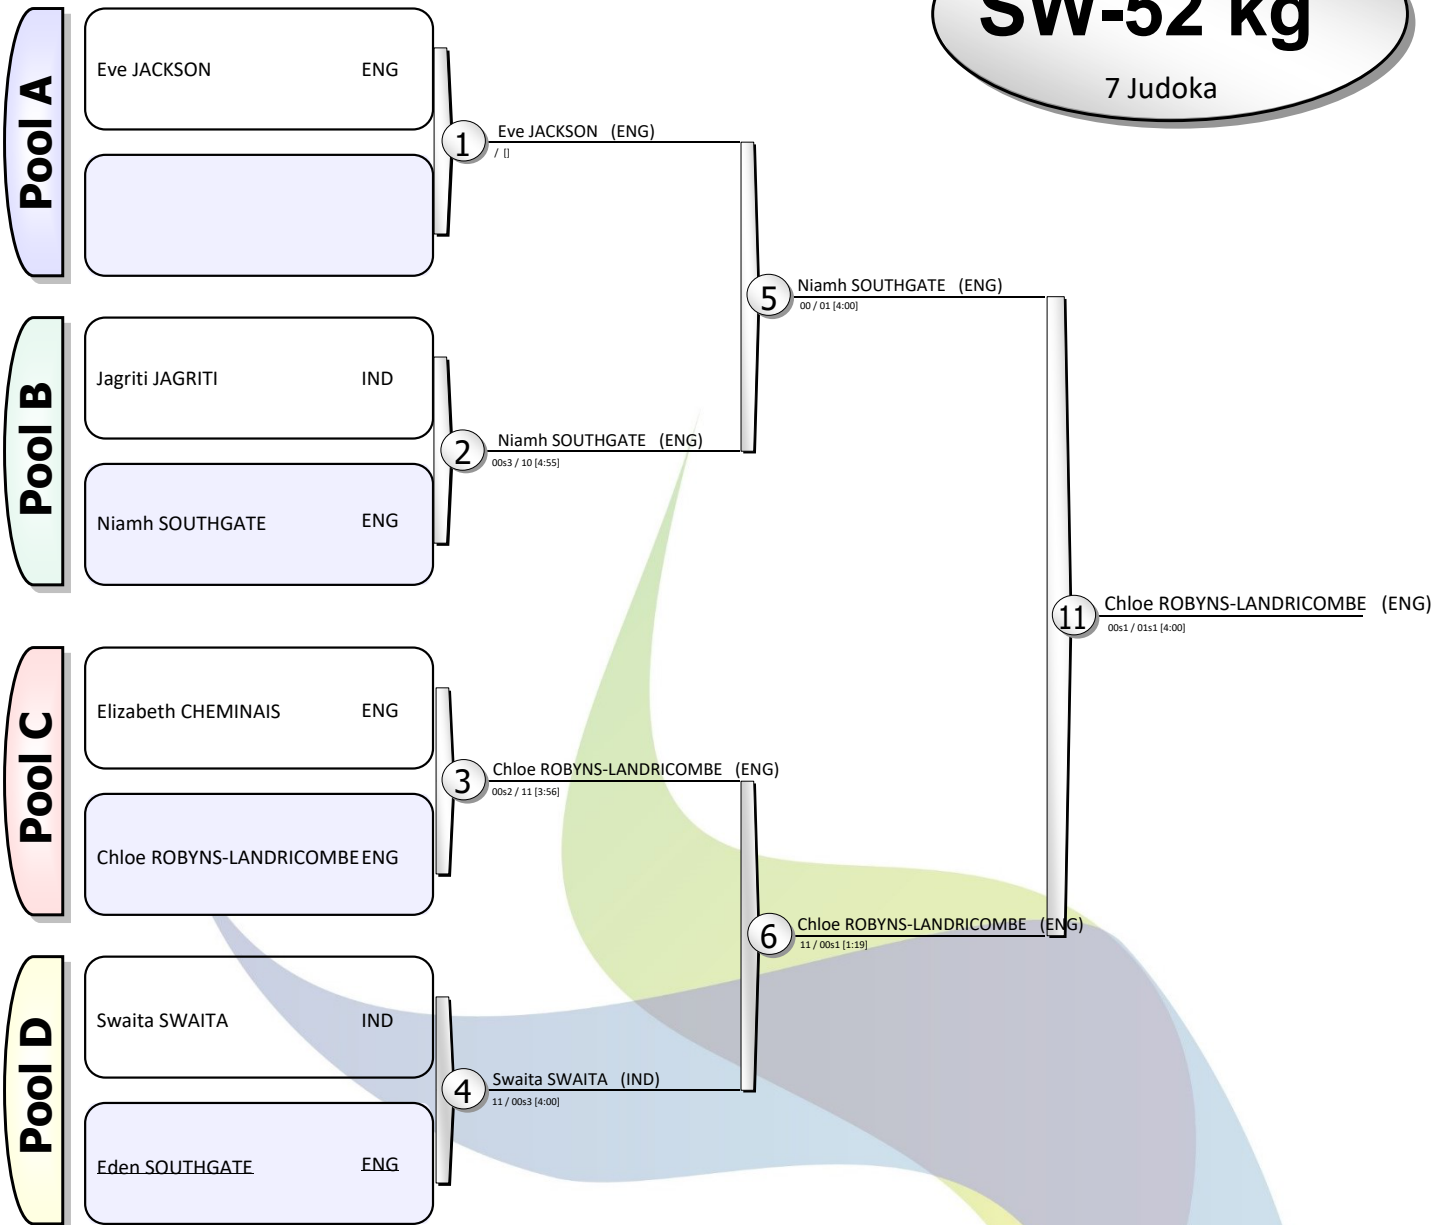 SW-52 kg
7 Judoka
Pool A
Eve JACKSON ENG
1 Eve JACKSON (ENG)
/ []
5 Niamh SOUTHGATE (ENG)
00 / 01 [4:00]
Pool B
Jagriti JAGRITI IND
2 Niamh SOUTHGATE (ENG)
00s3 / 10 [4:55]
Niamh SOUTHGATE ENG
11 Chloe ROBYNS-LANDRICOMBE (ENG)
00s1 / 01s1 [4:00]
Pool C
Elizabeth CHEMINAIS ENG
3 Chloe ROBYNS-LANDRICOMBE (ENG)
00s2 / 11 [3:56]
Chloe ROBYNS-LANDRICOMBE ENG
6 Chloe ROBYNS-LANDRICOMBE (ENG)
11 / 00s1 [1:19]
Pool D
Swaita SWAITA IND
4 Swaita SWAITA (IND)
11 / 00s3 [4:00]
Eden SOUTHGATE ENG